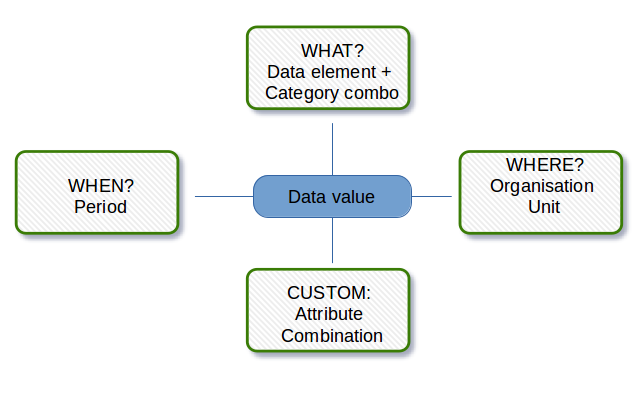 WHAT?
Data element +
Category combo
WHEN?
Period
Data value
WHERE?
Organisation
Unit
CUSTOM:
Attribute
Combination